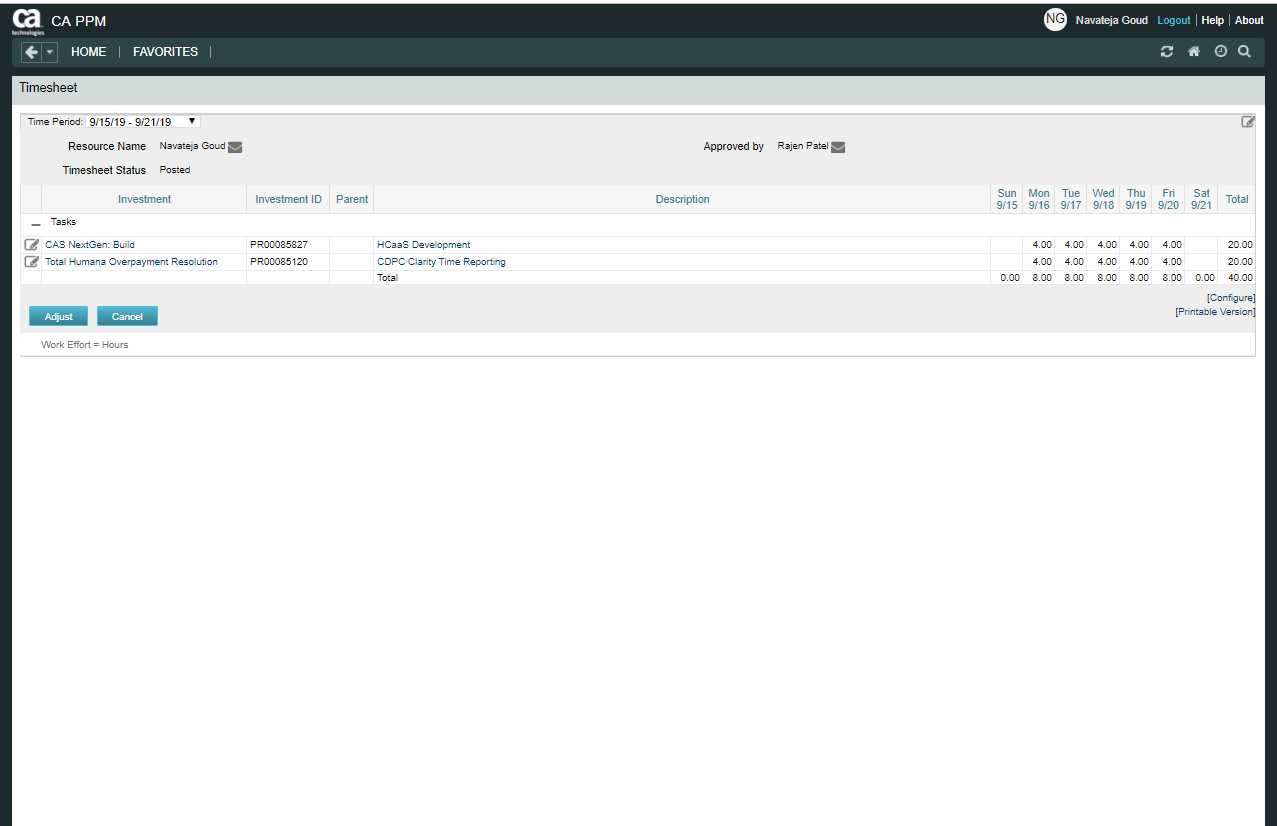 ca technologies CA PPM NG Navateja Goud Logout | Help | About
HOME | FAVORITES |
Timesheet
Time Period: 9/15/19 - 9/21/19
Resource Name Navateja Goud Approved by Rajen Patel
Timesheet Status Posted
Investment Investment ID Parent Description Sun 9/15 Mon 9/16 Tue 9/17 Wed 9/18 Thu 9/19 Fri 9/20 Sat 9/21 Total
Tasks
CAS NextGen: Build PR00085827 HCaaS Development 4.00 4.00 4.00 4.00 4.00 20.00
Total Humana Overpayment Resolution PR00085120 CDPC Clarity Time Reporting 4.00 4.00 4.00 4.00 4.00 20.00
Total 0.00 8.00 8.00 8.00 8.00 8.00 0.00 40.00
[Configure]
[Printable Version]
Adjust Cancel
Work Effort = Hours